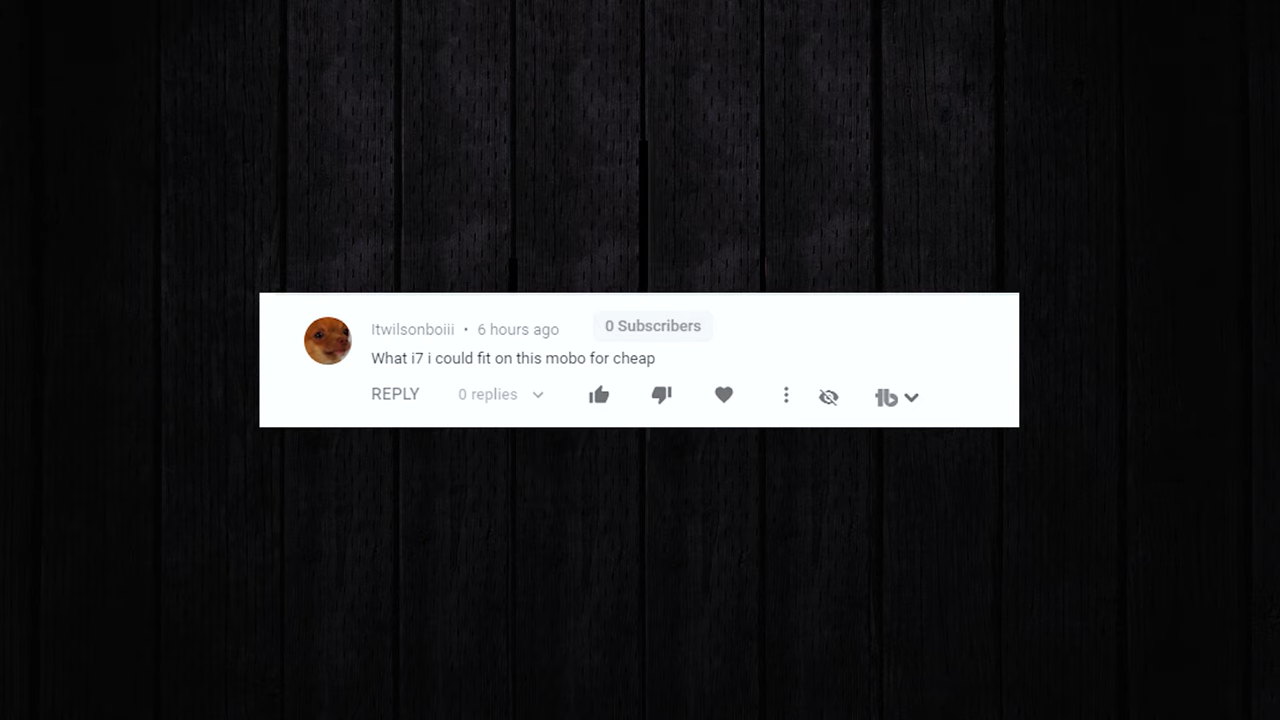 Itwilsonboiii • 6 hours ago 0 Subscribers
What i7 i could fit on this mobo for cheap
REPLY 0 replies